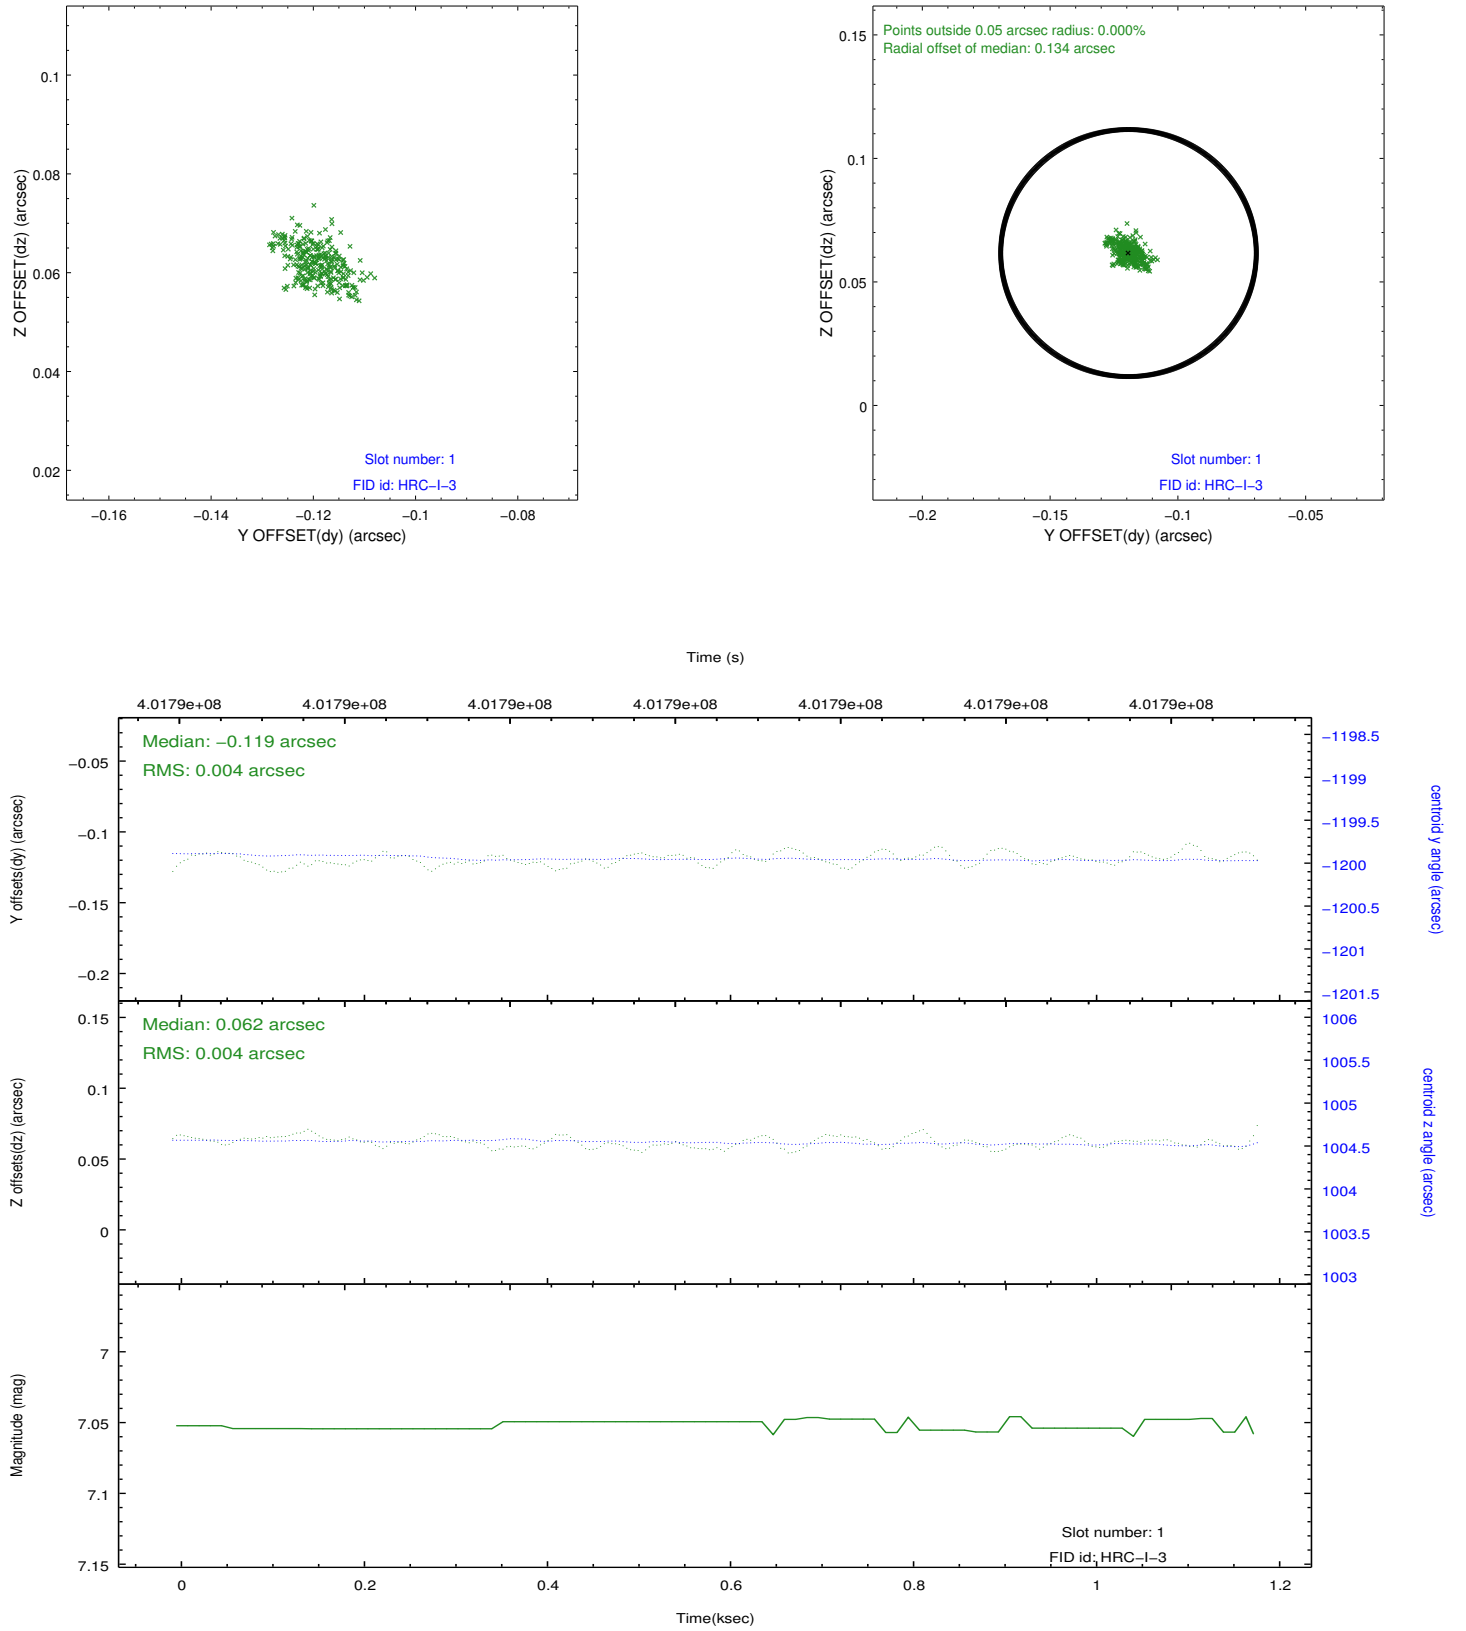 0.1
0.08
0.06
0.04
0.02
Z OFFSET(dz) (arcsec)
Slot number: 1
FID id: HRC−I−3
−0.16 −0.14 −0.12 −0.1 −0.08
Y OFFSET(dy) (arcsec)
Points outside 0.05 arcsec radius: 0.000%
Radial offset of median: 0.134 arcsec
0.15
0.1
0.05
0
Z OFFSET(dz) (arcsec)
Slot number: 1
FID id: HRC−I−3
−0.2 −0.15 −0.1 −0.05
Y OFFSET(dy) (arcsec)
Time (s)
4.0179e+08 4.0179e+08 4.0179e+08 4.0179e+08 4.0179e+08 4.0179e+08 4.0179e+08
Median: −0.119 arcsec
RMS: 0.004 arcsec
−0.05
−0.1
−0.15
−0.2
Y offsets(dy) (arcsec)
−1198.5
−1199
−1199.5
−1200
−1200.5
−1201
−1201.5
centroid y angle (arcsec)
Median: 0.062 arcsec
RMS: 0.004 arcsec
0.15
0.1
0.05
0
Z offsets(dz) (arcsec)
1006
1005.5
1005
1004.5
1004
1003.5
1003
centroid z angle (arcsec)
7
7.05
7.1
7.15
Magnitude (mag)
Slot number: 1
FID id: HRC−I−3
0 0.2 0.4 0.6 0.8 1 1.2
Time(ksec)